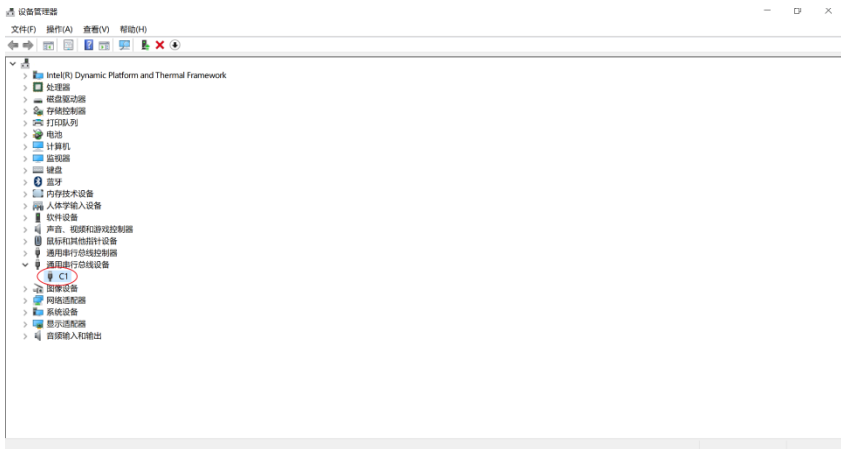 设备管理器
文件(F) 操作(A) 查看(V) 帮助(H)
Intel(R) Dynamic Platform and Thermal Framework
处理器
磁盘驱动器
存储控制器
打印队列
电池
计算机
监视器
键盘
蓝牙
内存技术设备
人体学输入设备
软件设备
声音、视频和游戏控制器
鼠标和其他指针设备
通用串行总线控制器
通用串行总线设备
C1
图像设备
网络适配器
系统设备
显示适配器
音频输入和输出